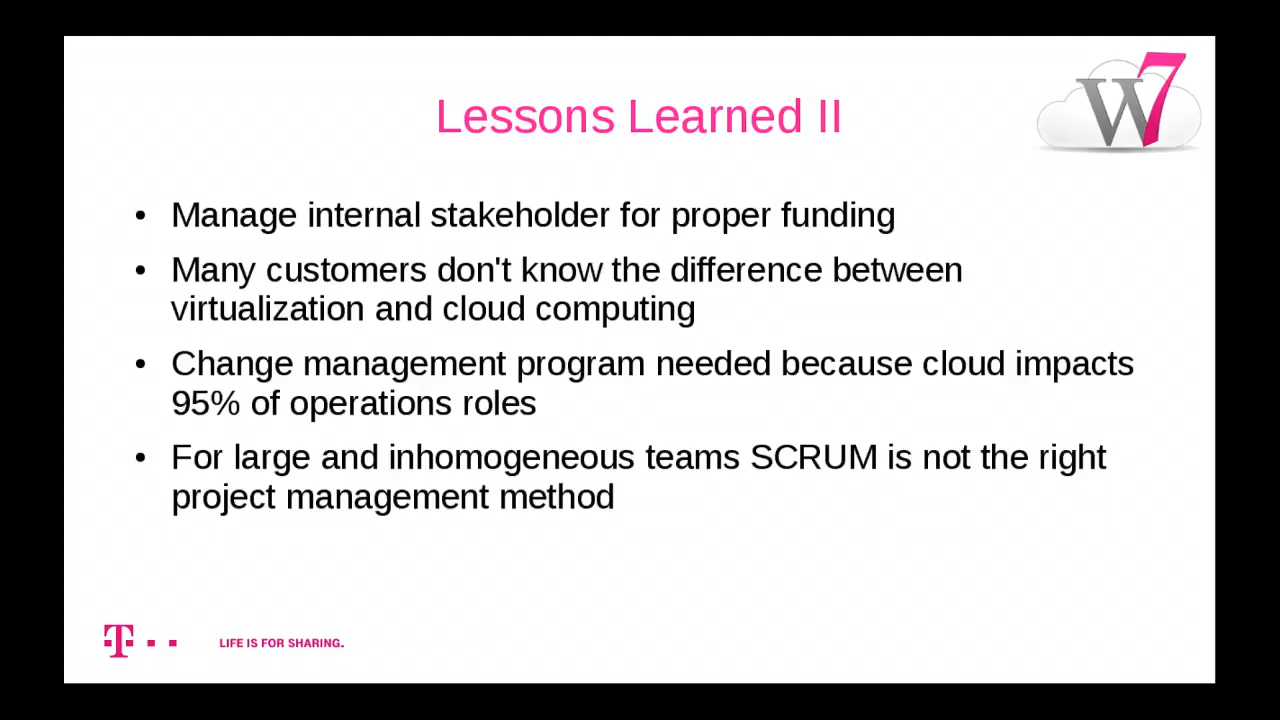 W7
Lessons Learned II
• Manage internal stakeholder for proper funding
• Many customers don't know the difference between
virtualization and cloud computing
• Change management program needed because cloud impacts
95% of operations roles
• For large and inhomogeneous teams SCRUM is not the right
project management method
T
LIFE IS FOR SHARING.